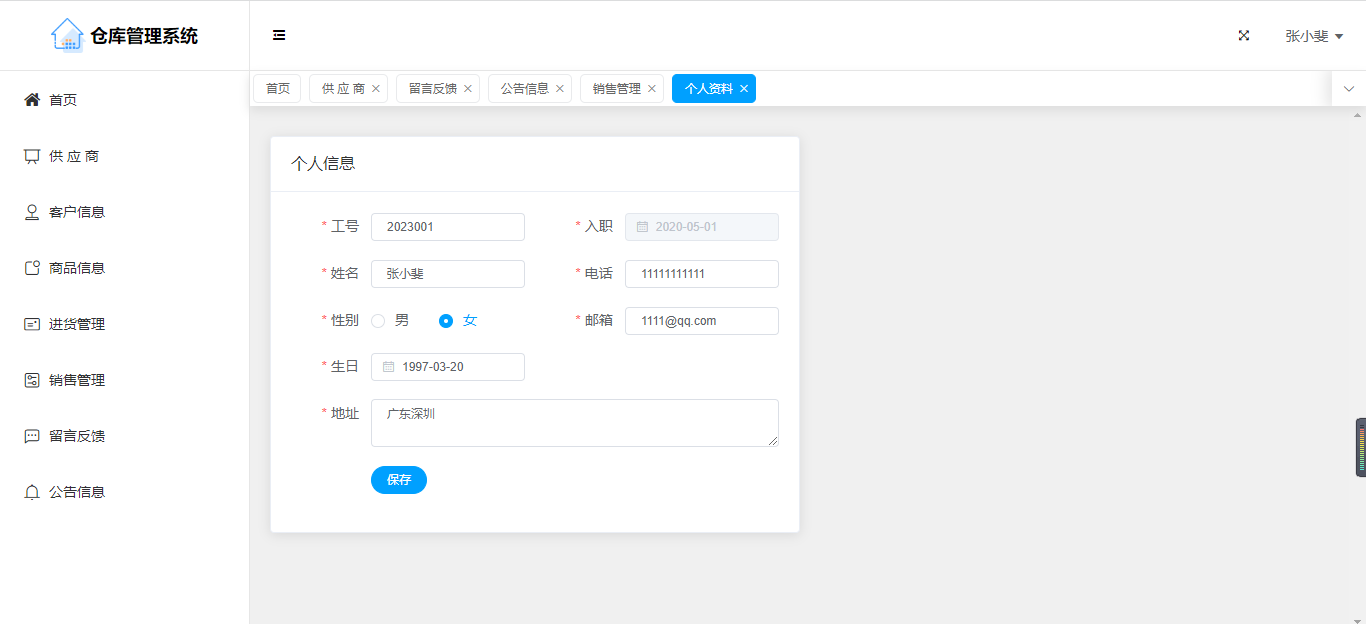 仓库管理系统
张小斐
首页
供 应 商
客户信息
商品信息
进货管理
销售管理
留言反馈
公告信息
首页 供 应 商 留言反馈 公告信息 销售管理 个人资料
个人信息
* 工号 2023001 * 入职 2020-05-01
* 姓名 张小斐 * 电话 11111111111
* 性别 男 女 * 邮箱 1111@qq.com
* 生日 1997-03-20
* 地址 广东深圳
保存